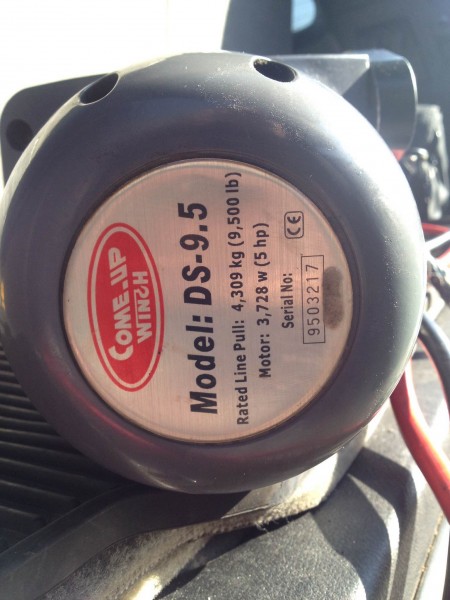 COME-UP
WINCH
Model: DS-9.5
Rated Line Pull: 4,309 kg (9,500 lb)
Motor: 3,728 w (5 hp)
Serial No:
CE
9503217